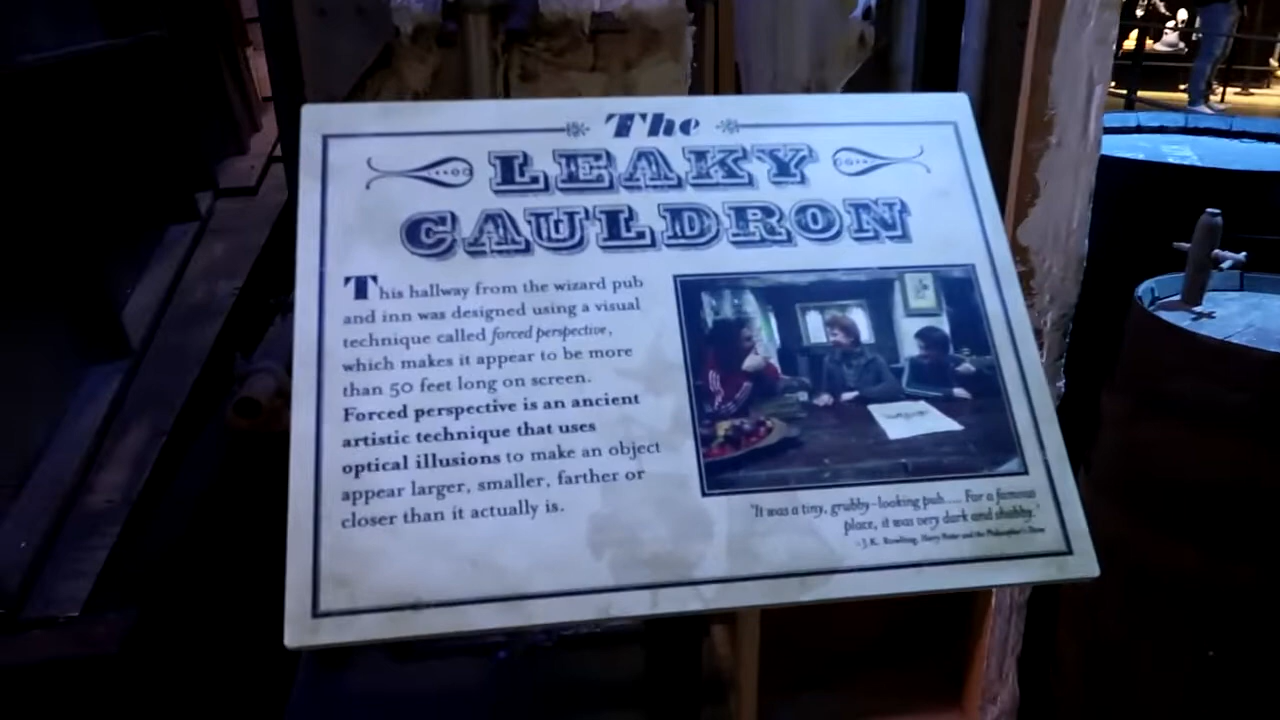 The
LEAKY
CAULDRON
This hallway from the wizard pub
and inn was designed using a visual
technique called forced perspective,
which makes it appear to be more
than 50 feet long on screen.
Forced perspective is an ancient
artistic technique that uses
optical illusions to make an object
appear larger, smaller, farther or
closer than it actually is.
"It was a tiny, grubby-looking pub.... For a famous
place, it was very dark and shabby."
- J.K. Rowling, Harry Potter and the Philosopher's Stone